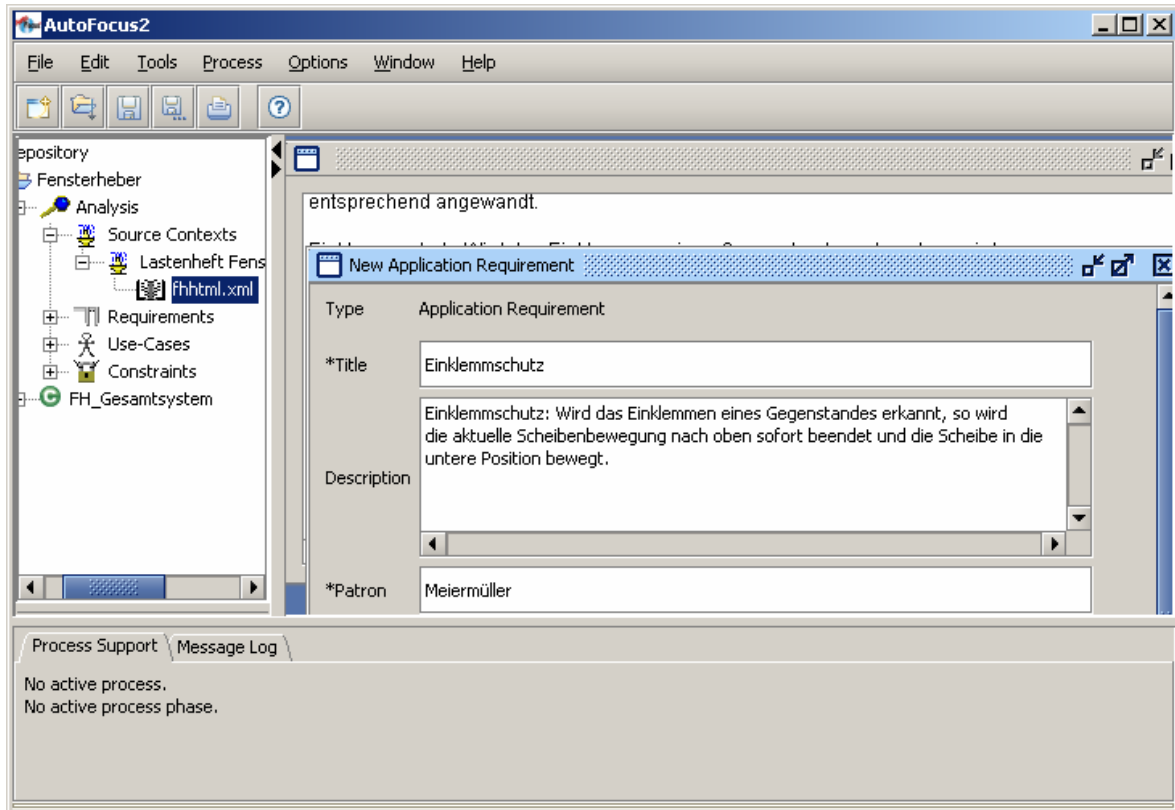 AutoFocus2
File Edit Tools Process Options Window Help
epository
Fensterheber
Analysis
Source Contexts
Lastenheft Fens
fhhtml.xml
Requirements
Use-Cases
Constraints
FH_Gesamtsystem
entsprechend angewandt.
New Application Requirement
Type Application Requirement
*Title Einklemmschutz
Description
Einklemmschutz: Wird das Einklemmen eines Gegenstandes erkannt, so wird
die aktuelle Scheibenbewegung nach oben sofort beendet und die Scheibe in die
untere Position bewegt.
*Patron Meiermüller
Process Support Message Log
No active process.
No active process phase.